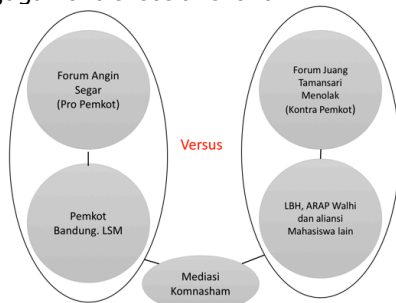 Forum Angin
Segar
(Pro Pemkot)
Forum Juang
Tamansari
Menolak
(Kontra Pemkot)
Versus
Pemkot
Bandung. LSM
LBH, ARAP Walhi
dan aliansi
Mahasiswa lain
Mediasi
Komnasham